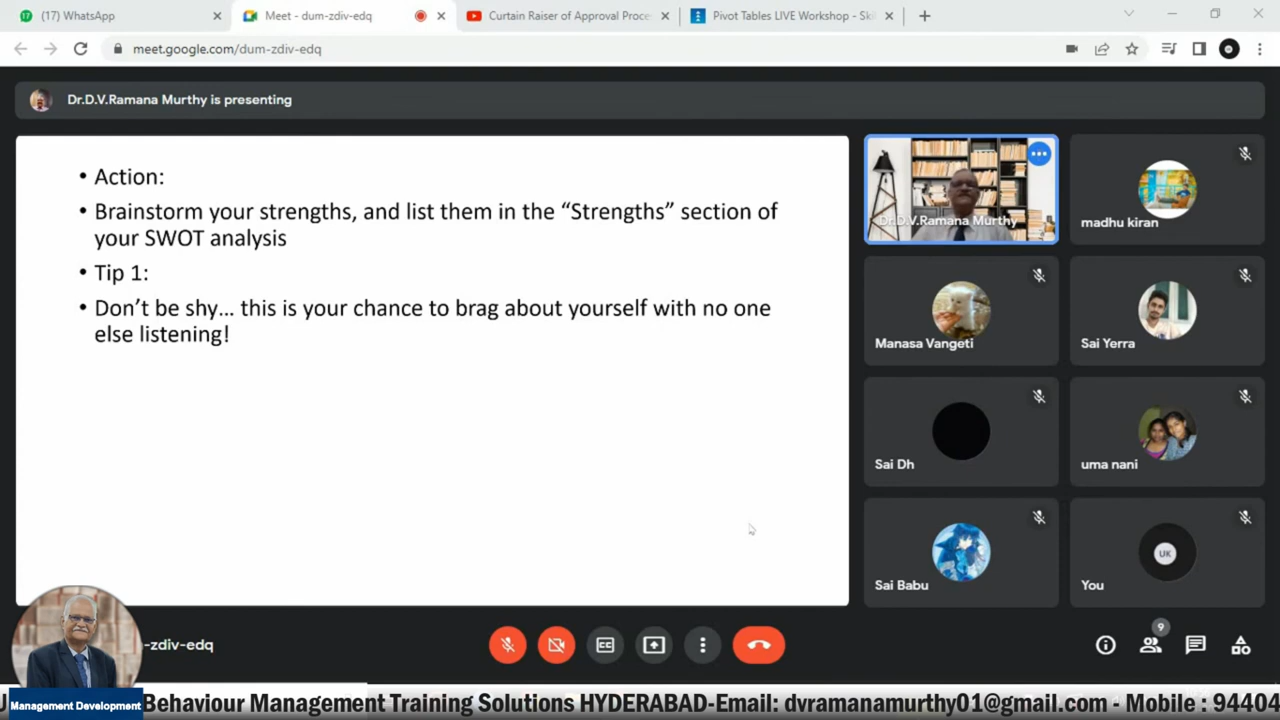 (17) WhatsApp
Meet - dum-zdiv-edq
Curtain Raiser of Approval Proce
Pivot Tables LIVE Workshop - Ski
meet.google.com/dum-zdiv-edq
Dr.D.V.Ramana Murthy is presenting
• Action:
• Brainstorm your strengths, and list them in the “Strengths” section of
your SWOT analysis
• Tip 1:
• Don’t be shy… this is your chance to brag about yourself with no one
else listening!
Dr.D.V.Ramana Murthy
madhu kiran
Manasa Vangeti
Sai Yerra
Sai Dh
uma nani
Sai Babu
UK
You
-zdiv-edq
CC
9
Management Development
Behaviour Management Training Solutions HYDERABAD-Email: dvramanamurthy01@gmail.com - Mobile : 94404